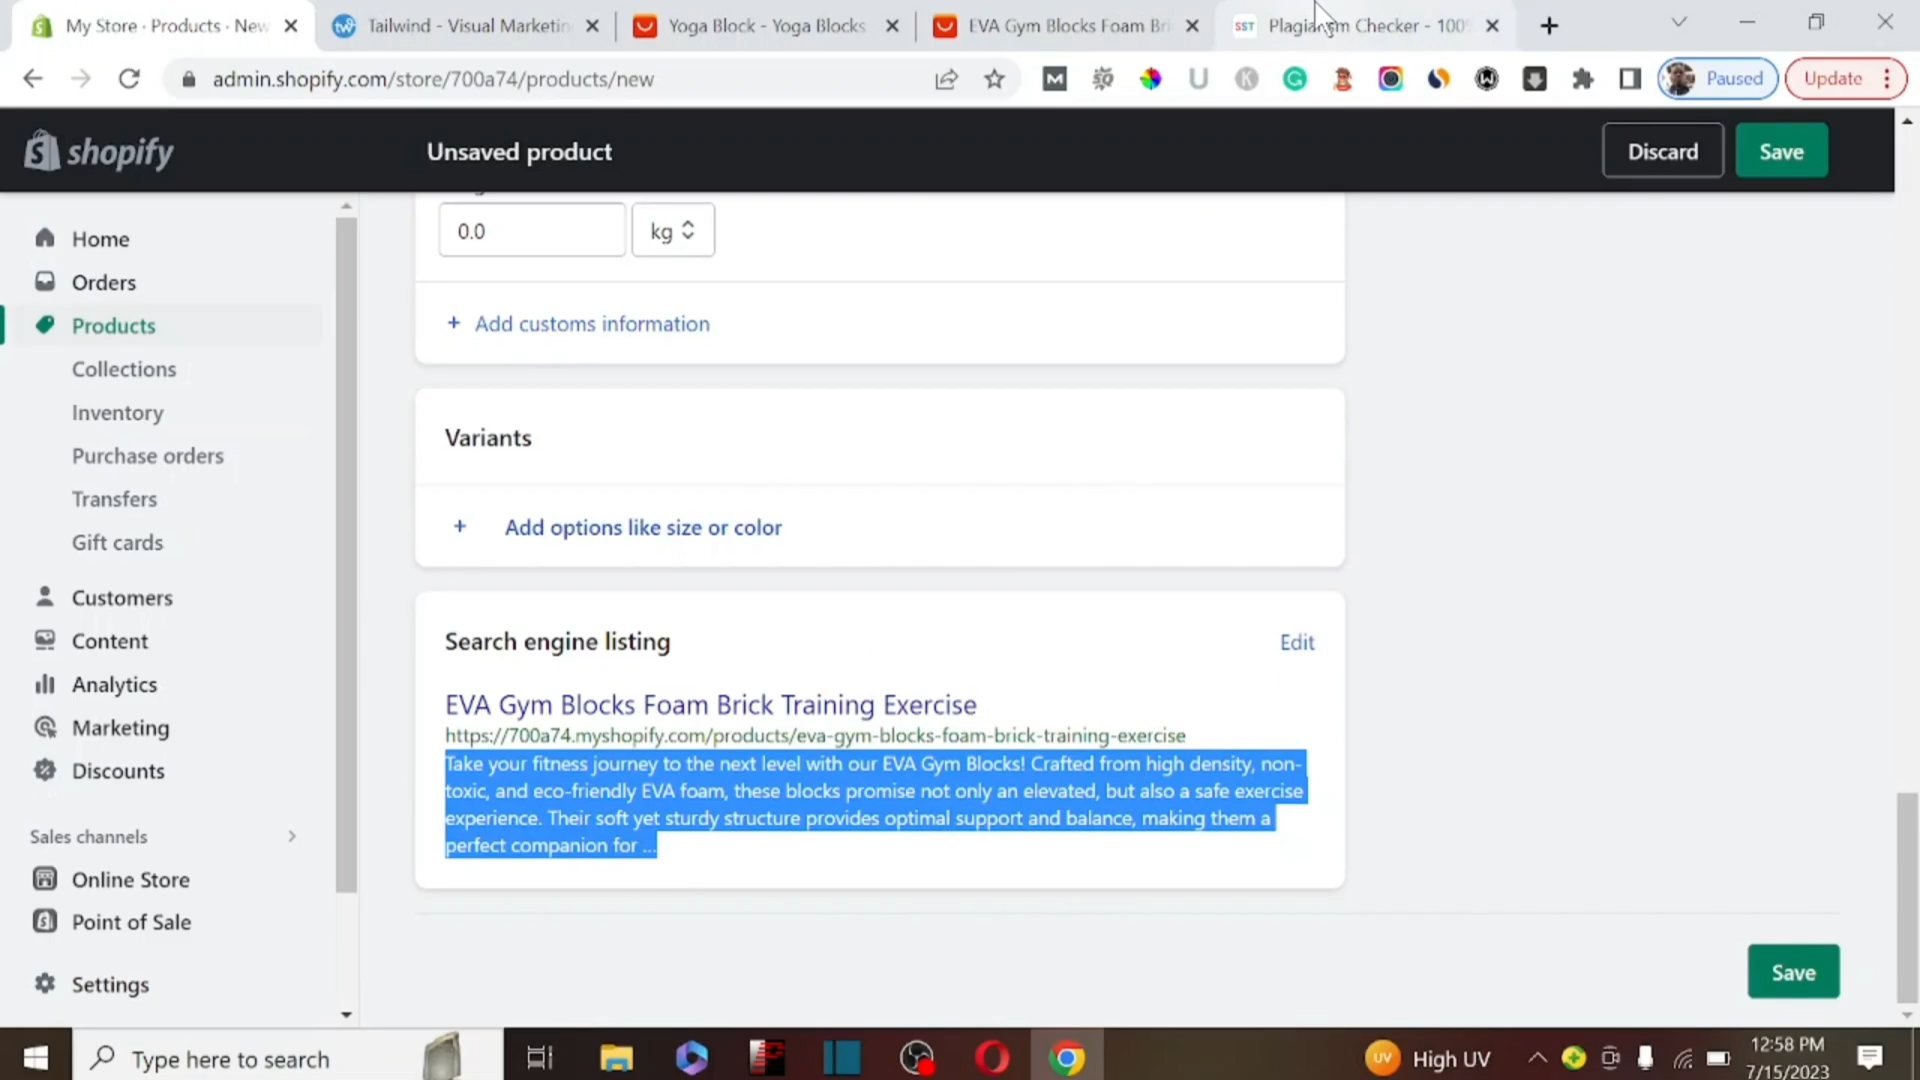 My Store · Products · New
Tailwind - Visual Marketin
Yoga Block - Yoga Blocks
EVA Gym Blocks Foam Bri
SST Plagiarism Checker - 100%
admin.shopify.com/store/700a74/products/new
Paused
Update
shopify
Unsaved product
Discard
Save
0.0
kg
Home
Orders
Products
Collections
Inventory
Purchase orders
Transfers
Gift cards
Customers
Content
Analytics
Marketing
Discounts
Sales channels
Online Store
Point of Sale
Settings
+ Add customs information
Variants
+ Add options like size or color
Search engine listing
Edit
EVA Gym Blocks Foam Brick Training Exercise
https://700a74.myshopify.com/products/eva-gym-blocks-foam-brick-training-exercise
Take your fitness journey to the next level with our EVA Gym Blocks! Crafted from high density, non-
toxic, and eco-friendly EVA foam, these blocks promise not only an elevated, but also a safe exercise
experience. Their soft yet sturdy structure provides optimal support and balance, making them a
perfect companion for ...
Save
Type here to search
UV High UV
12:58 PM
7/15/2023